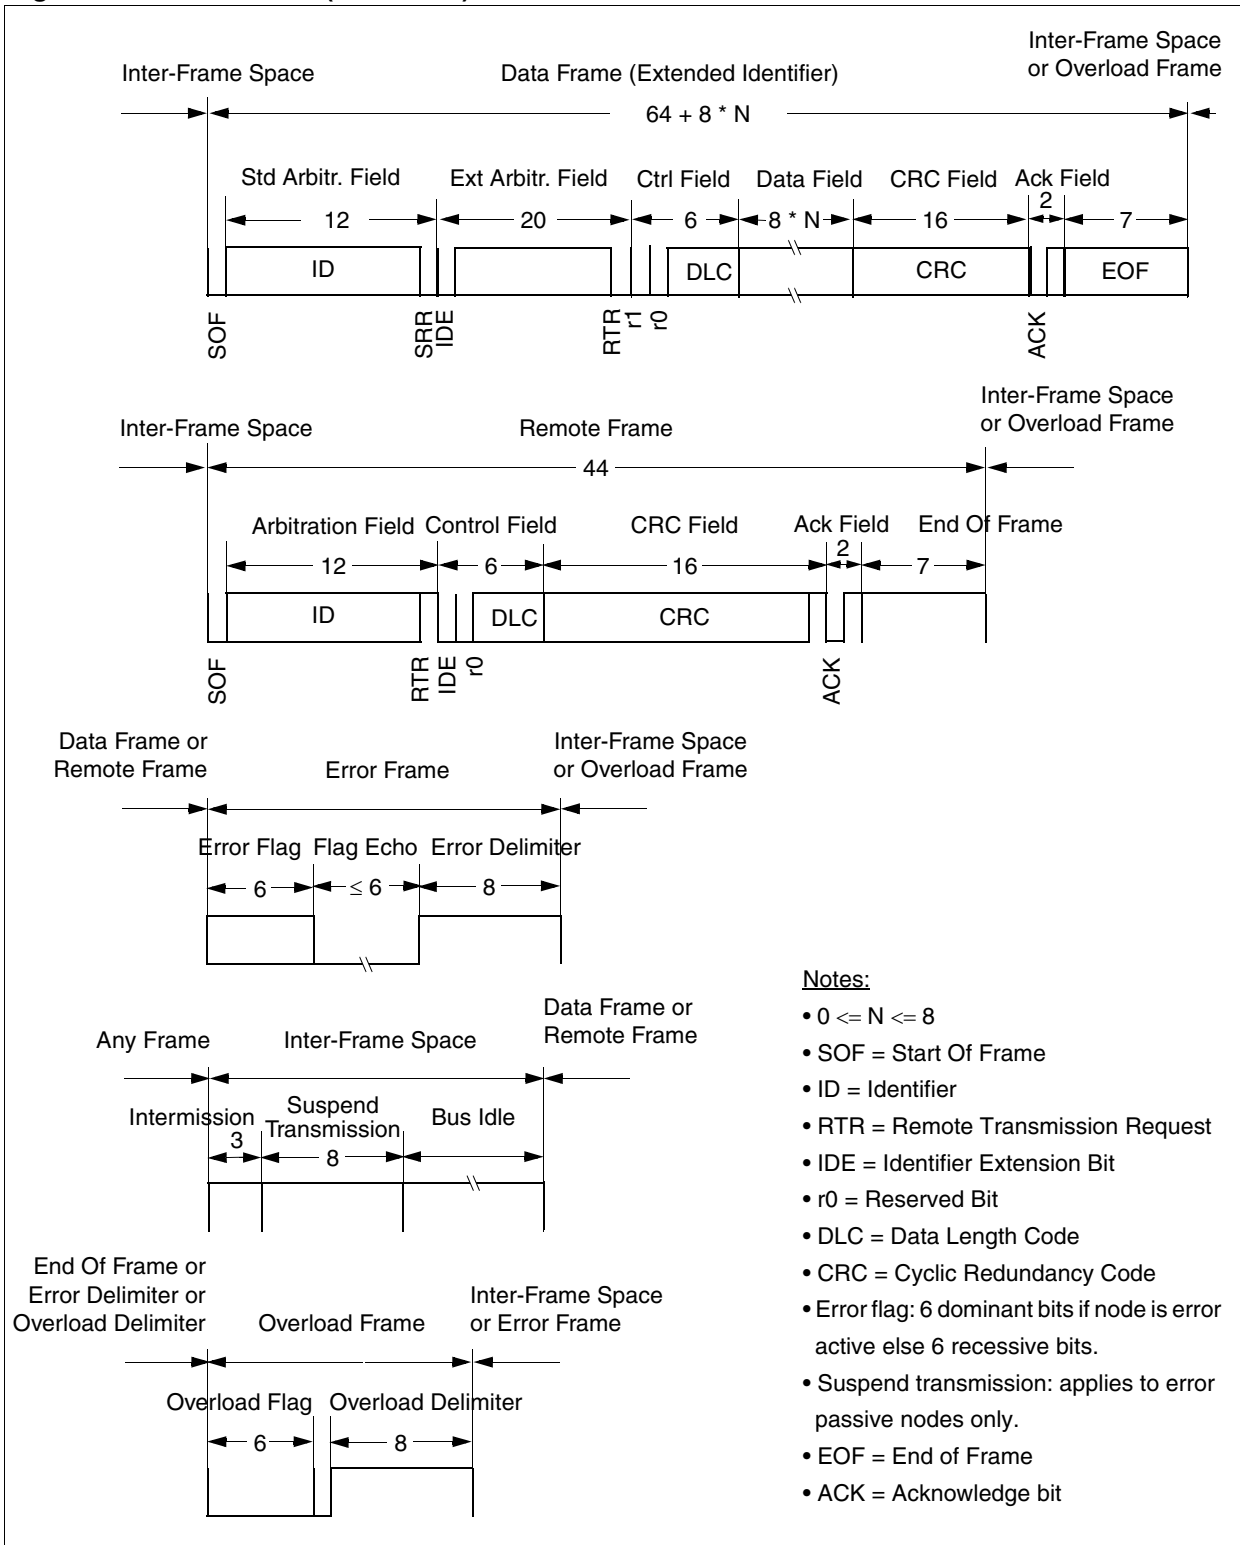 Inter-Frame Space
Data Frame (Extended Identifier)
Inter-Frame Space
or Overload Frame
64 + 8 * N
Std Arbitr. Field
Ext Arbitr. Field
Ctrl Field
Data Field
CRC Field
Ack Field
12
20
6
8 * N
16
2
7
ID
DLC
CRC
EOF
SOF
SRR
IDE
RTR
r1
r0
ACK
Inter-Frame Space
Remote Frame
Inter-Frame Space
or Overload Frame
44
Arbitration Field
Control Field
CRC Field
Ack Field
End Of Frame
12
6
16
2
7
ID
DLC
CRC
SOF
RTR
IDE
r0
ACK
Data Frame or
Remote Frame
Error Frame
Inter-Frame Space
or Overload Frame
Error Flag
Flag Echo
Error Delimiter
6
≤ 6
8
Any Frame
Inter-Frame Space
Data Frame or
Remote Frame
Intermission
Suspend
Transmission
Bus Idle
3
8
End Of Frame or
Error Delimiter or
Overload Delimiter
Overload Frame
Inter-Frame Space
or Error Frame
Overload Flag
Overload Delimiter
6
8
Notes:
• 0 <= N <= 8
• SOF = Start Of Frame
• ID = Identifier
• RTR = Remote Transmission Request
• IDE = Identifier Extension Bit
• r0 = Reserved Bit
• DLC = Data Length Code
• CRC = Cyclic Redundancy Code
• Error flag: 6 dominant bits if node is error
active else 6 recessive bits.
• Suspend transmission: applies to error
passive nodes only.
• EOF = End of Frame
• ACK = Acknowledge bit